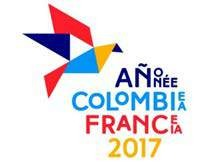 AÑO NÉE
COLOMBIE A
FRANCE IA
2017